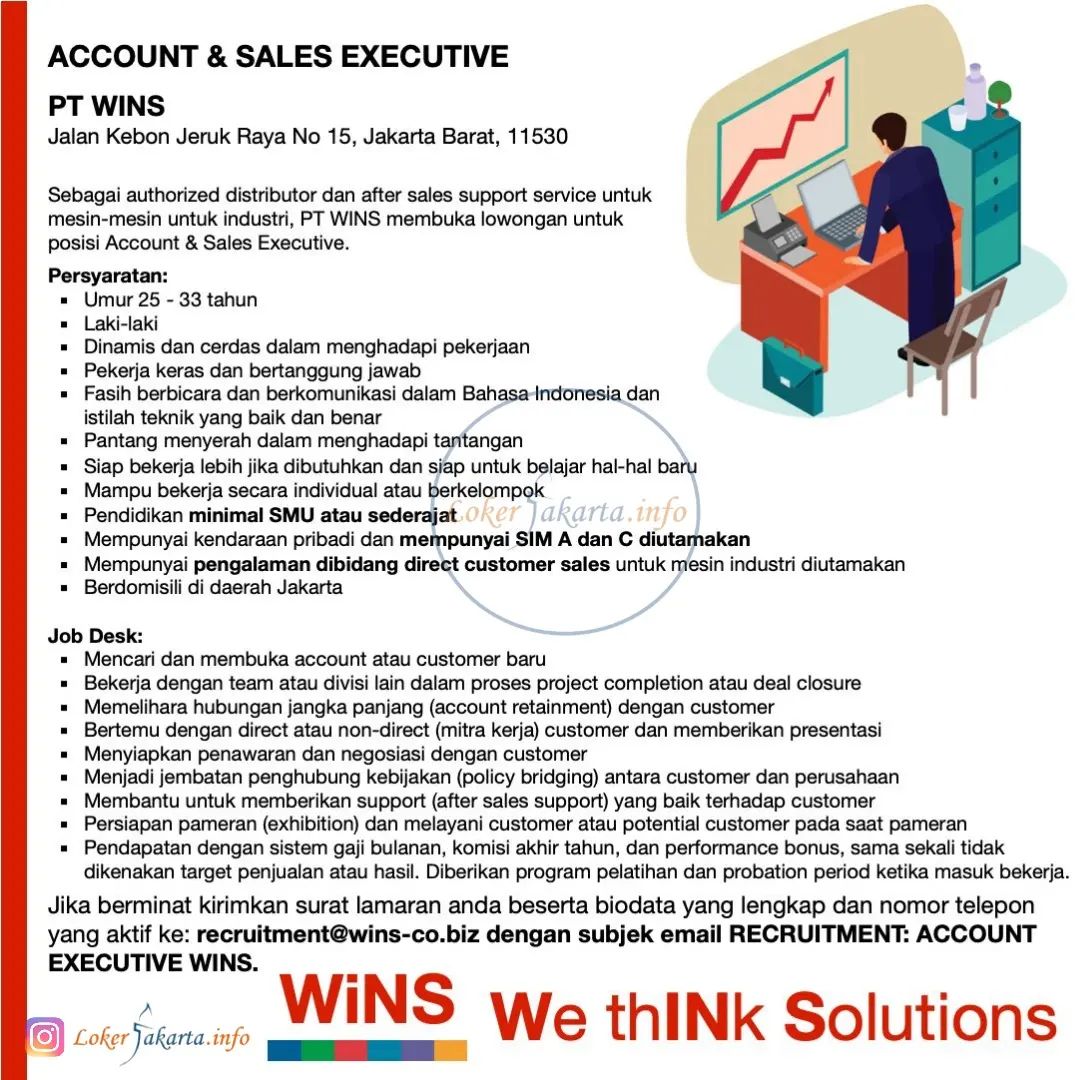 ACCOUNT & SALES EXECUTIVE
PT WINS
Jalan Kebon Jeruk Raya No 15, Jakarta Barat, 11530
Sebagai authorized distributor dan after sales support service untuk
mesin-mesin untuk industri, PT WINS membuka lowongan untuk
posisi Account & Sales Executive.
Persyaratan:
▪ Umur 25 - 33 tahun
▪ Laki-laki
▪ Dinamis dan cerdas dalam menghadapi pekerjaan
▪ Pekerja keras dan bertanggung jawab
▪ Fasih berbicara dan berkomunikasi dalam Bahasa Indonesia dan
istilah teknik yang baik dan benar
▪ Pantang menyerah dalam menghadapi tantangan
▪ Siap bekerja lebih jika dibutuhkan dan siap untuk belajar hal-hal baru
▪ Mampu bekerja secara individual atau berkelompok
▪ Pendidikan minimal SMU atau sederajat
Loker Jakarta.info
▪ Mempunyai kendaraan pribadi dan mempunyai SIM A dan C diutamakan
▪ Mempunyai pengalaman dibidang direct customer sales untuk mesin industri diutamakan
▪ Berdomisili di daerah Jakarta
Job Desk:
▪ Mencari dan membuka account atau customer baru
▪ Bekerja dengan team atau divisi lain dalam proses project completion atau deal closure
▪ Memelihara hubungan jangka panjang (account retainment) dengan customer
▪ Bertemu dengan direct atau non-direct (mitra kerja) customer dan memberikan presentasi
▪ Menyiapkan penawaran dan negosiasi dengan customer
▪ Menjadi jembatan penghubung kebijakan (policy bridging) antara customer dan perusahaan
▪ Membantu untuk memberikan support (after sales support) yang baik terhadap customer
▪ Persiapan pameran (exhibition) dan melayani customer atau potential customer pada saat pameran
▪ Pendapatan dengan sistem gaji bulanan, komisi akhir tahun, dan performance bonus, sama sekali tidak
dikenakan target penjualan atau hasil. Diberikan program pelatihan dan probation period ketika masuk bekerja.
Jika berminat kirimkan surat lamaran anda beserta biodata yang lengkap dan nomor telepon
yang aktif ke: recruitment@wins-co.biz dengan subjek email RECRUITMENT: ACCOUNT
EXECUTIVE WINS.
Loker Jakarta.info
WiNS
We thINk Solutions